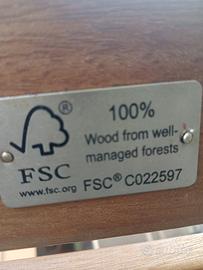 ®
100%
Wood from well-
managed forests
FSC
www.fsc.org FSC® C022597